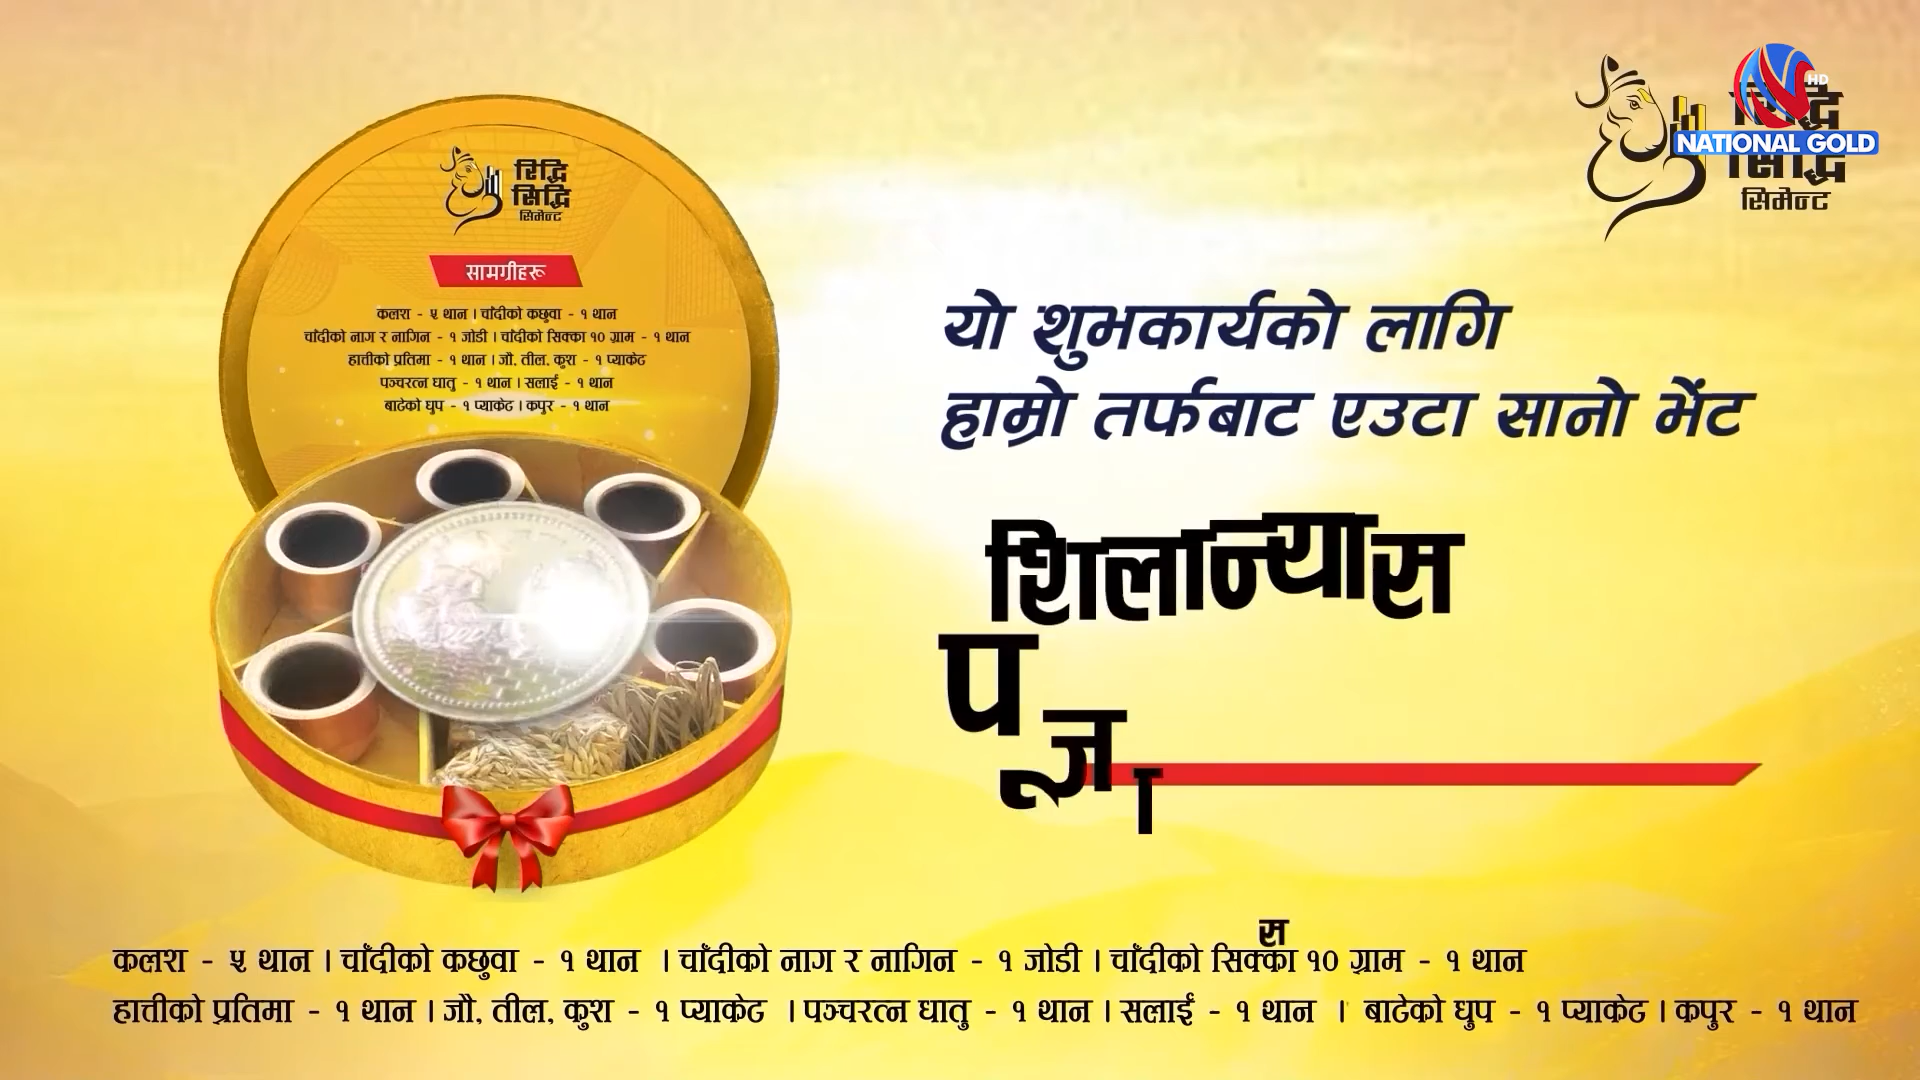 रिद्धि
सिद्धि
सिमेन्ट
सामग्रीहरू
कलश - ५ थान । चाँदीको कछुवा - १ थान
चाँदीको नाग र नागिन - १ जोडी । चाँदीको सिक्का १० ग्राम - १ थान
हात्तीको प्रतिमा - १ थान । जौ, तील, कुश - १ प्याकेट
पञ्चरत्न धातु - १ थान । सलाई - १ थान
बाटेको धुप - १ प्याकेट । कपुर - १ थान
HD
NATIONAL GOLD
रिद्धि
सिद्धि
सिमेन्ट
यो शुभकार्यको लागि
हाम्रो तर्फबाट एउटा सानो भेंट
शिलान्यास
पूजा
स
कलश - ५ थान । चाँदीको कछुवा - १ थान । चाँदीको नाग र नागिन - १ जोडी । चाँदीको सिक्का १० ग्राम - १ थान
हात्तीको प्रतिमा - १ थान । जौ, तील, कुश - १ प्याकेट । पञ्चरत्न धातु - १ थान । सलाई - १ थान । बाटेको धुप - १ प्याकेट । कपुर - १ थान